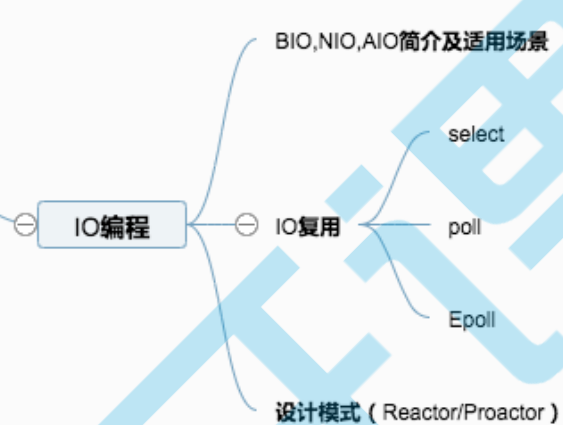 BIO,NIO,AIO简介及适用场景
select
IO编程
IO复用
poll
Epoll
设计模式（Reactor/Proactor）